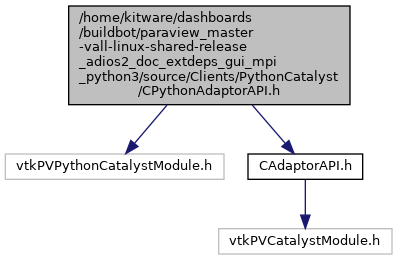 /home/kitware/dashboards
/buildbot/paraview_master
-vall-linux-shared-release
_adios2_doc_extdeps_gui_mpi
_python3/source/Clients/PythonCatalyst
/CPythonAdaptorAPI.h
vtkPVPythonCatalystModule.h
CAdaptorAPI.h
vtkPVCatalystModule.h